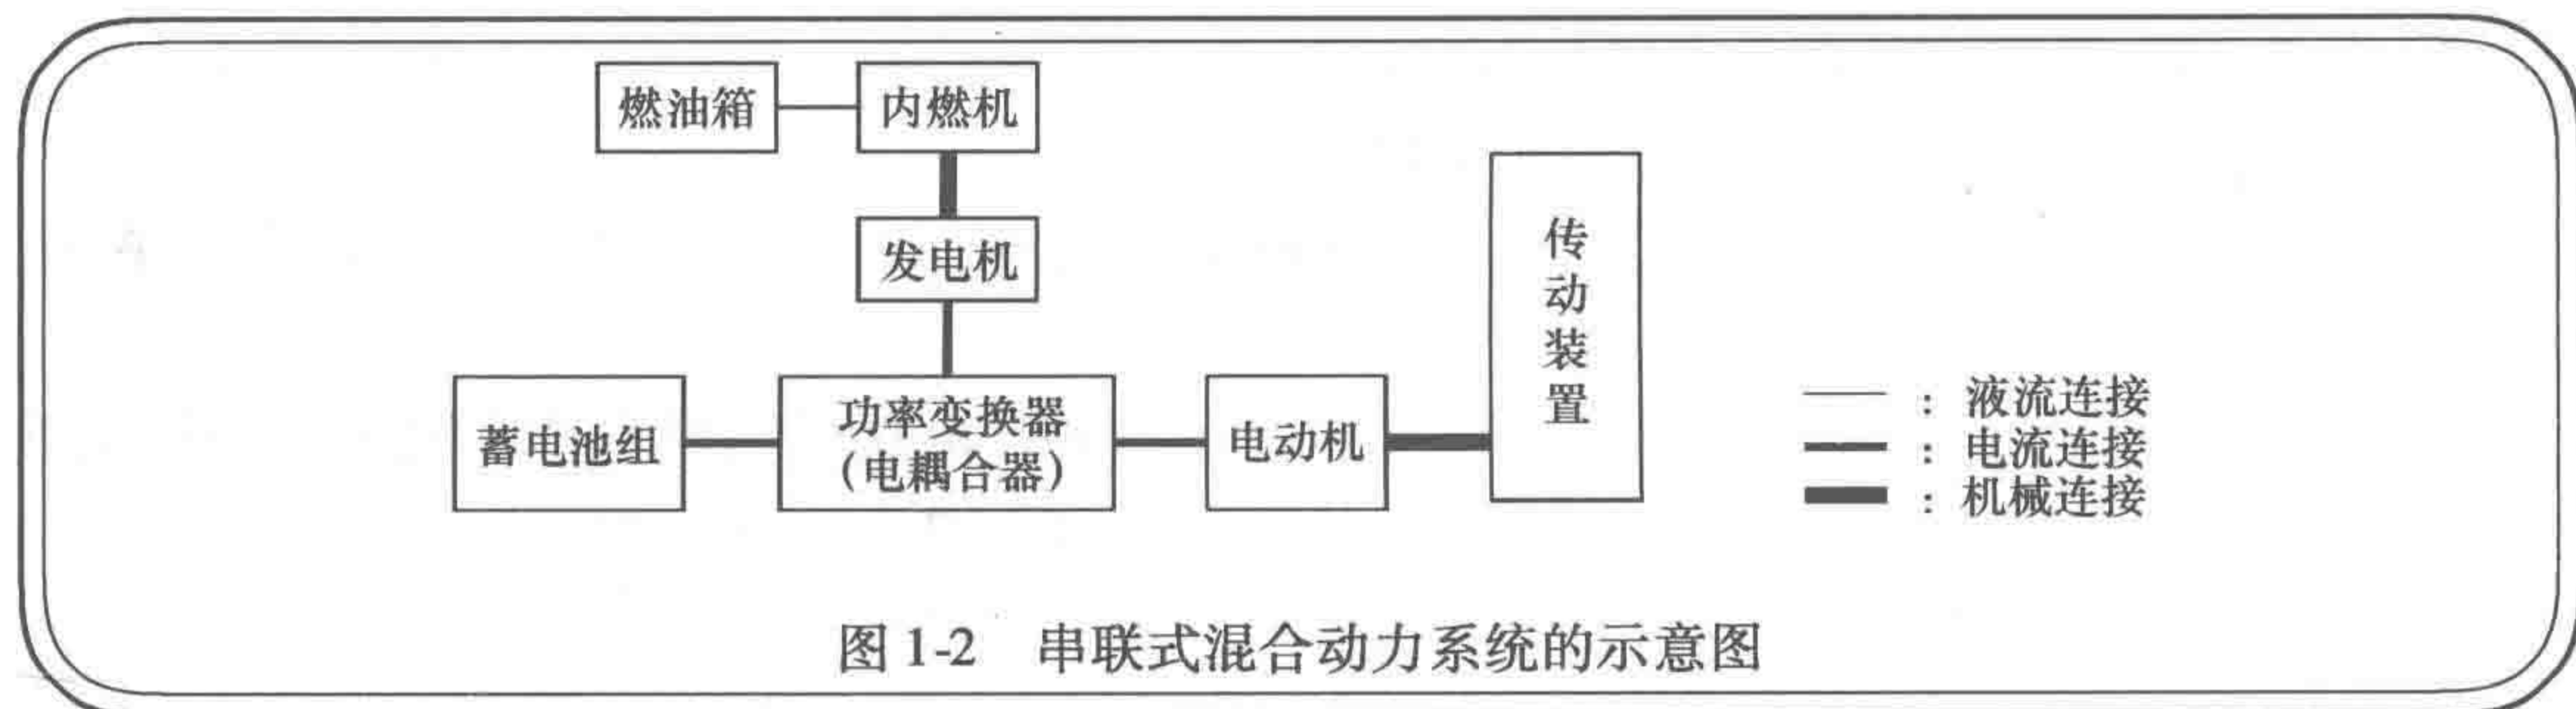 燃油箱
内燃机
发电机
传动装置
蓄电池组
功率变换器
(电耦合器)
电动机
：液流连接
：电流连接
：机械连接
图 1-2 串联式混合动力系统的示意图